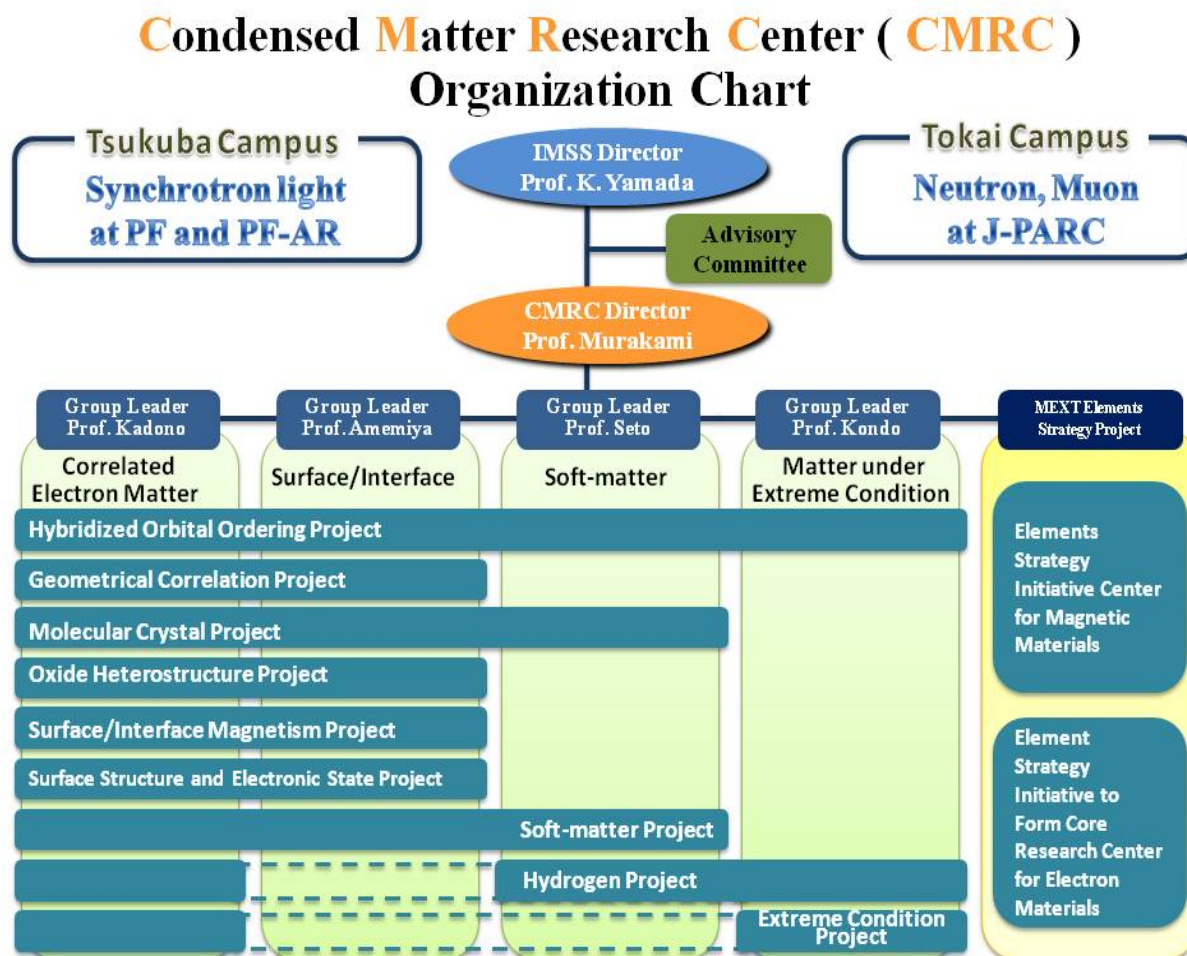 Condensed Matter Research Center ( CMRC )
Organization Chart
Tsukuba Campus
Synchrotron light
at PF and PF-AR
IMSS Director
Prof. K. Yamada
Advisory
Committee
Tokai Campus
Neutron, Muon
at J-PARC
CMRC Director
Prof. Murakami
Group Leader
Prof. Kadono
Group Leader
Prof. Amemiya
Group Leader
Prof. Seto
Group Leader
Prof. Kondo
MEXT Elements
Strategy Project
Correlated
Electron Matter
Surface/Interface
Soft-matter
Matter under
Extreme Condition
Hybridized Orbital Ordering Project
Geometrical Correlation Project
Molecular Crystal Project
Oxide Heterostructure Project
Surface/Interface Magnetism Project
Surface Structure and Electronic State Project
Soft-matter Project
Hydrogen Project
Extreme Condition
Project
Elements
Strategy
Initiative Center
for Magnetic
Materials
Element
Strategy
Initiative to
Form Core
Research Center
for Electron
Materials